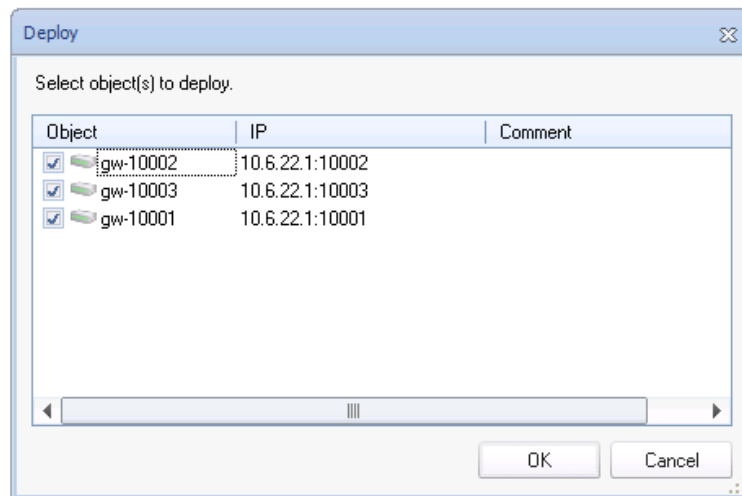 Deploy
Select object(s) to deploy.
Object IP Comment
gw-10002 10.6.22.1:10002
gw-10003 10.6.22.1:10003
gw-10001 10.6.22.1:10001
OK Cancel